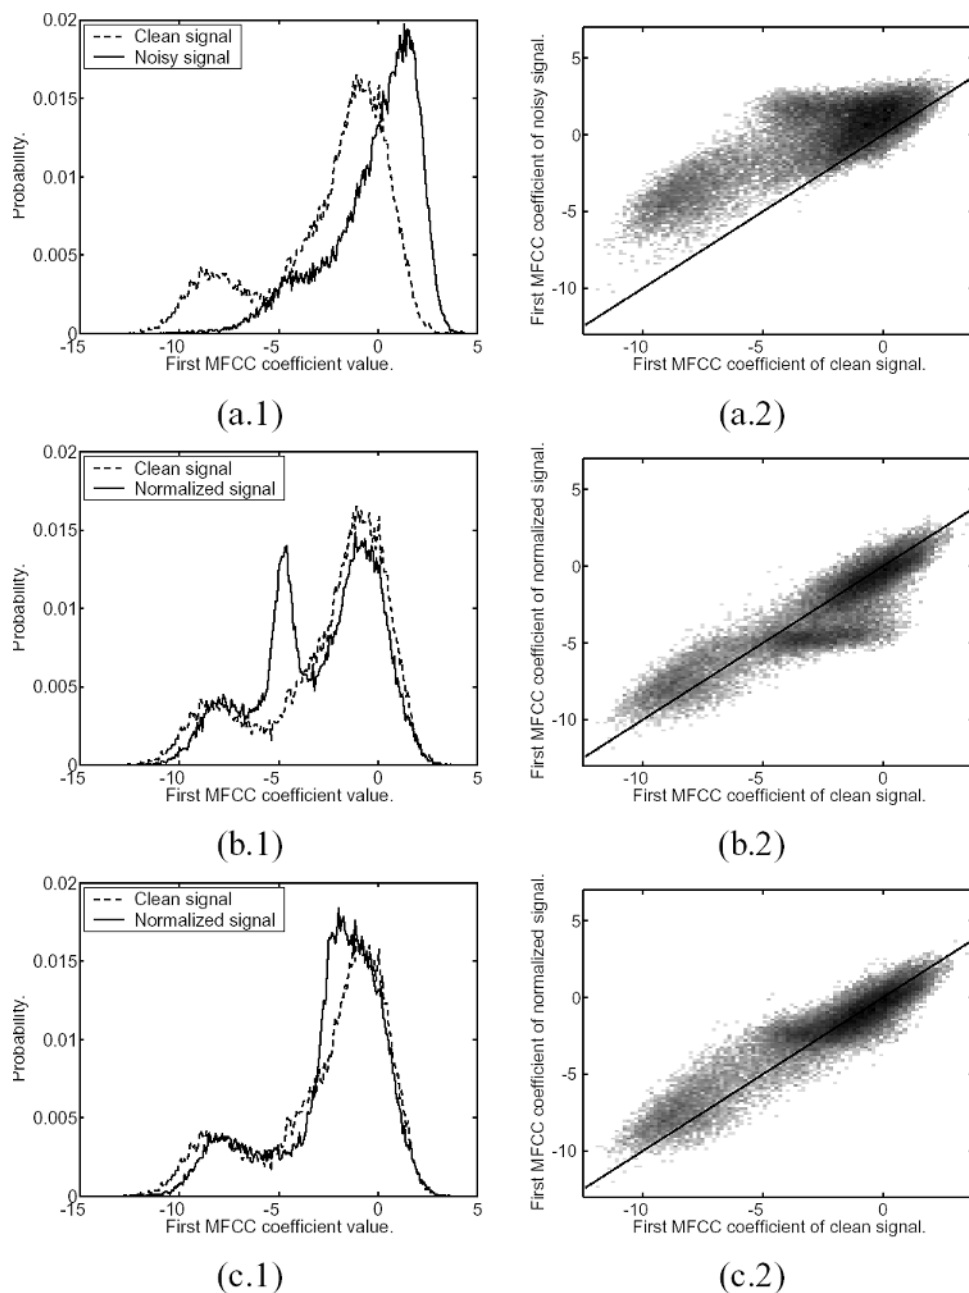 0.02
Clean signal
Noisy signal
0.015
0.01
0.005
0
-15
-10
-5
0
5
Probability.
First MFCC coefficient value.
(a.1)
5
0
-5
-10
-10
-5
0
First MFCC coefficient of noisy signal.
First MFCC coefficient of clean signal.
(a.2)
0.02
Clean signal
Normalized signal
0.015
0.01
0.005
0
-15
-10
-5
0
5
Probability.
First MFCC coefficient value.
(b.1)
5
0
-5
-10
-10
-5
0
First MFCC coefficient of normalized signal.
First MFCC coefficient of clean signal.
(b.2)
0.02
Clean signal
Normalized signal
0.015
0.01
0.005
0
-15
-10
-5
0
5
Probability.
First MFCC coefficient value.
(c.1)
5
0
-5
-10
-10
-5
0
First MFCC coefficient of normalized signal.
First MFCC coefficient of clean signal.
(c.2)